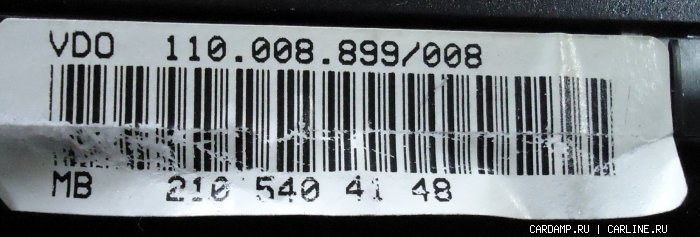 VDO 110.008.899/008
MB 210 540 41 48
CARDAMP.RU | CARLINE.RU